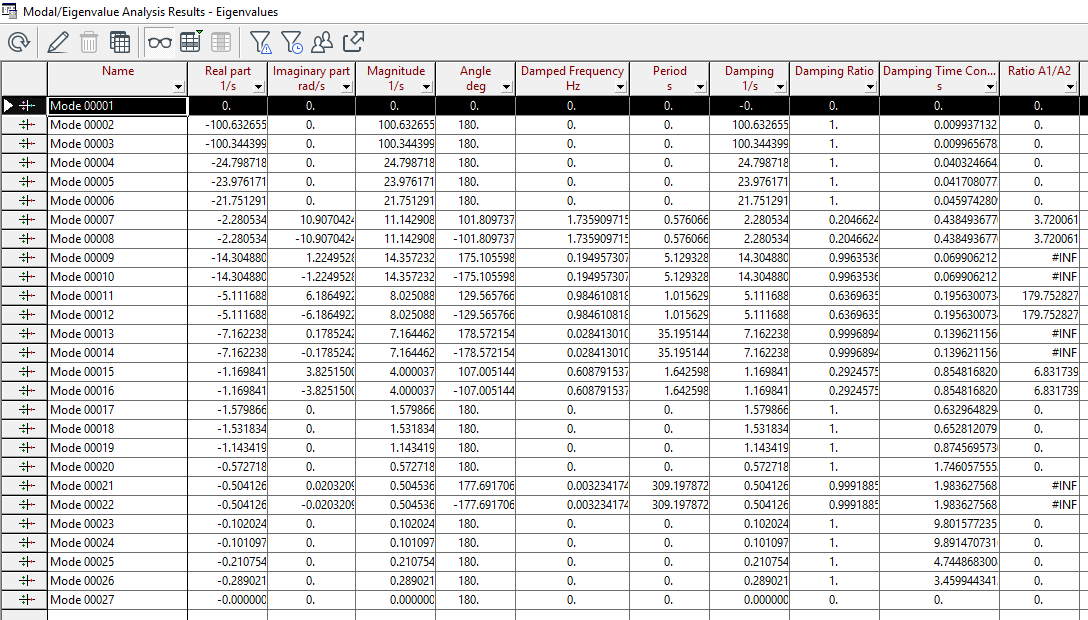 Modal/Eigenvalue Analysis Results - Eigenvalues
Name Real part Imaginary part Magnitude Angle Damped Frequency Period Damping Damping Ratio Damping Time Con... Ratio A1/A2
1/s rad/s 1/s deg Hz s 1/s s
Mode 00001 0. 0. 0. 0. 0. 0. -0. 0. 0. 0.
Mode 00002 -100.632655 0. 100.632655 180. 0. 0. 100.632655 1. 0.009937132 0.
Mode 00003 -100.344399 0. 100.344399 180. 0. 0. 100.344399 1. 0.009965678 0.
Mode 00004 -24.798718 0. 24.798718 180. 0. 0. 24.798718 1. 0.040324664 0.
Mode 00005 -23.976171 0. 23.976171 180. 0. 0. 23.976171 1. 0.041708077 0.
Mode 00006 -21.751291 0. 21.751291 180. 0. 0. 21.751291 1. 0.045974280 0.
Mode 00007 -2.280534 10.9070424 11.142908 101.809737 1.735909715 0.576066 2.280534 0.2046624 0.438493677 3.720061
Mode 00008 -2.280534 -10.9070424 11.142908 -101.809737 1.735909715 0.576066 2.280534 0.2046624 0.438493677 3.720061
Mode 00009 -14.304880 1.2249528 14.357232 175.105598 0.194957307 5.129328 14.304880 0.9963536 0.069906212 #INF
Mode 00010 -14.304880 -1.2249528 14.357232 -175.105598 0.194957307 5.129328 14.304880 0.9963536 0.069906212 #INF
Mode 00011 -5.111688 6.1864922 8.025088 129.565766 0.984610818 1.015629 5.111688 0.6369635 0.195630073 179.752827
Mode 00012 -5.111688 -6.1864922 8.025088 -129.565766 0.984610818 1.015629 5.111688 0.6369635 0.195630073 179.752827
Mode 00013 -7.162238 0.1785242 7.164462 178.572154 0.028413010 35.195144 7.162238 0.9996894 0.139621156 #INF
Mode 00014 -7.162238 -0.1785242 7.164462 -178.572154 0.028413010 35.195144 7.162238 0.9996894 0.139621156 #INF
Mode 00015 -1.169841 3.8251500 4.000037 107.005144 0.608791537 1.642598 1.169841 0.2924575 0.854816820 6.831739
Mode 00016 -1.169841 -3.8251500 4.000037 -107.005144 0.608791537 1.642598 1.169841 0.2924575 0.854816820 6.831739
Mode 00017 -1.579866 0. 1.579866 180. 0. 0. 1.579866 1. 0.632964829 0.
Mode 00018 -1.531834 0. 1.531834 180. 0. 0. 1.531834 1. 0.652812079 0.
Mode 00019 -1.143419 0. 1.143419 180. 0. 0. 1.143419 1. 0.874569573 0.
Mode 00020 -0.572718 0. 0.572718 180. 0. 0. 0.572718 1. 1.746057555 0.
Mode 00021 -0.504126 0.0203209 0.504536 177.691706 0.003234174 309.197872 0.504126 0.9991885 1.983627568 #INF
Mode 00022 -0.504126 -0.0203209 0.504536 -177.691706 0.003234174 309.197872 0.504126 0.9991885 1.983627568 #INF
Mode 00023 -0.102024 0. 0.102024 180. 0. 0. 0.102024 1. 9.801577235 0.
Mode 00024 -0.101097 0. 0.101097 180. 0. 0. 0.101097 1. 9.891470731 0.
Mode 00025 -0.210754 0. 0.210754 180. 0. 0. 0.210754 1. 4.744868300 0.
Mode 00026 -0.289021 0. 0.289021 180. 0. 0. 0.289021 1. 3.459944341 0.
Mode 00027 -0.000000 0. 0.000000 180. 0. 0. 0.000000 0. 0. 0.